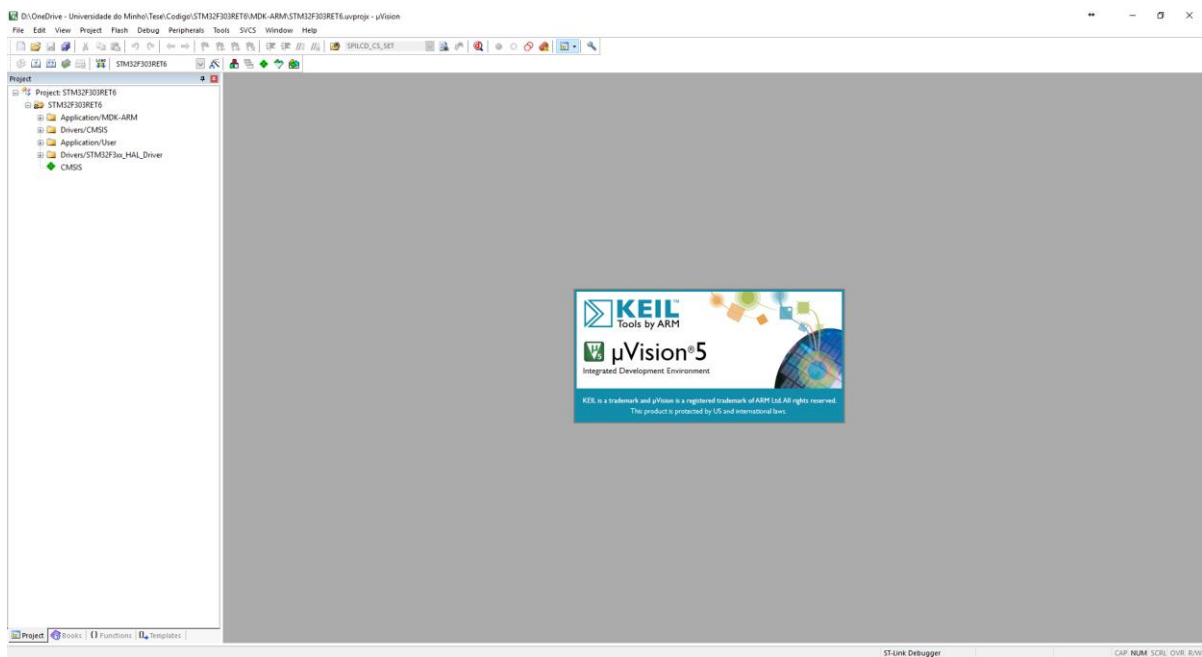 D:\OneDrive - Universidade do Minho\Tese\Codigo\STM32F303RET6\MDK-ARM\STM32F303RET6.uvprojx - µVision
File Edit View Project Flash Debug Peripherals Tools SVCS Window Help
SPILCD_CS_SET
STM32F303RET6
Project
Project: STM32F303RET6
STM32F303RET6
Application/MDK-ARM
Drivers/CMSIS
Application/User
Drivers/STM32F3xx_HAL_Driver
CMSIS
KEIL™
Tools by ARM
µVision®5
Integrated Development Environment
KEIL is a trademark and µVision is a registered trademark of ARM Ltd. All rights reserved.
This product is protected by US and international laws.
Project Books {} Functions Templates
ST-Link Debugger CAP NUM SCRL OVR R/W